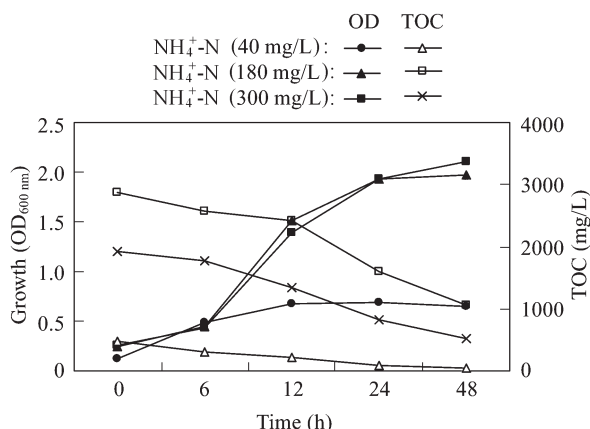 OD TOC
NH₄⁺-N (40 mg/L):
NH₄⁺-N (180 mg/L):
NH₄⁺-N (300 mg/L):
2.5 4000
2.0 3000
1.5
2000
1.0
1000
0.5
0 0
0 6 12 24 48
Growth (OD₆₀₀ ₙₘ)
TOC (mg/L)
Time (h)